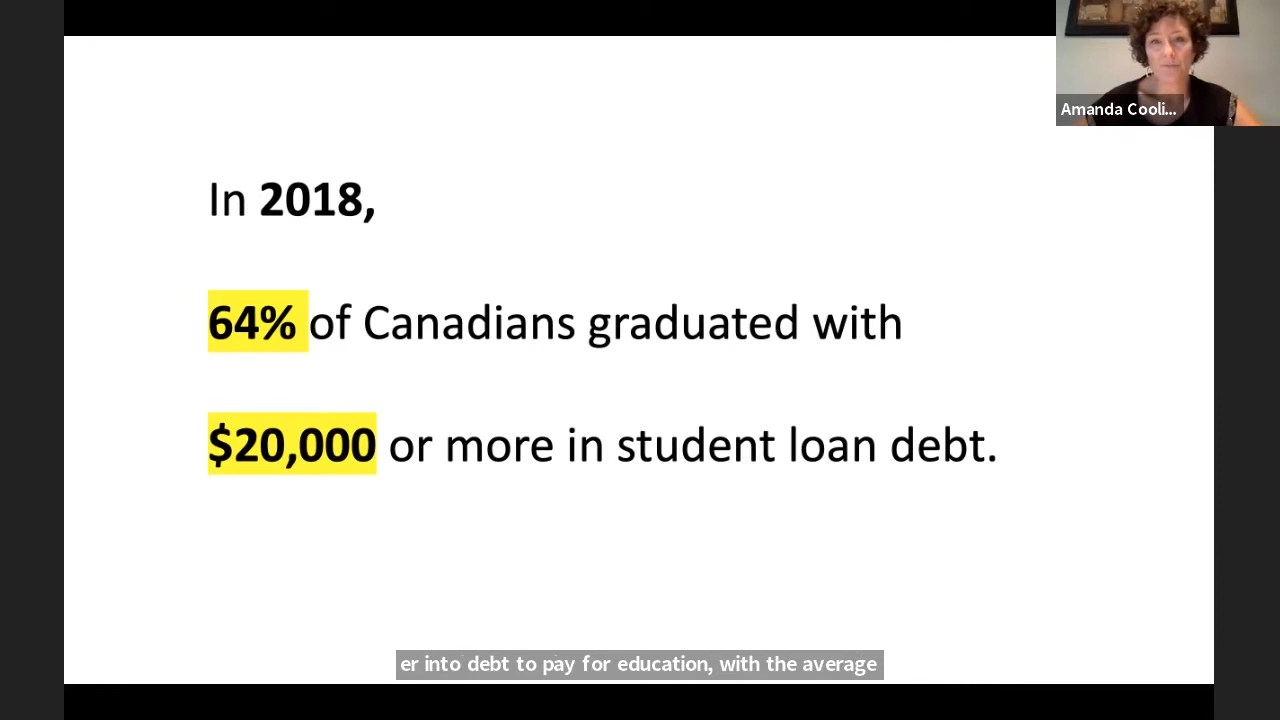 Amanda Cooli...
In 2018,
64% of Canadians graduated with
$20,000 or more in student loan debt.
er into debt to pay for education, with the average